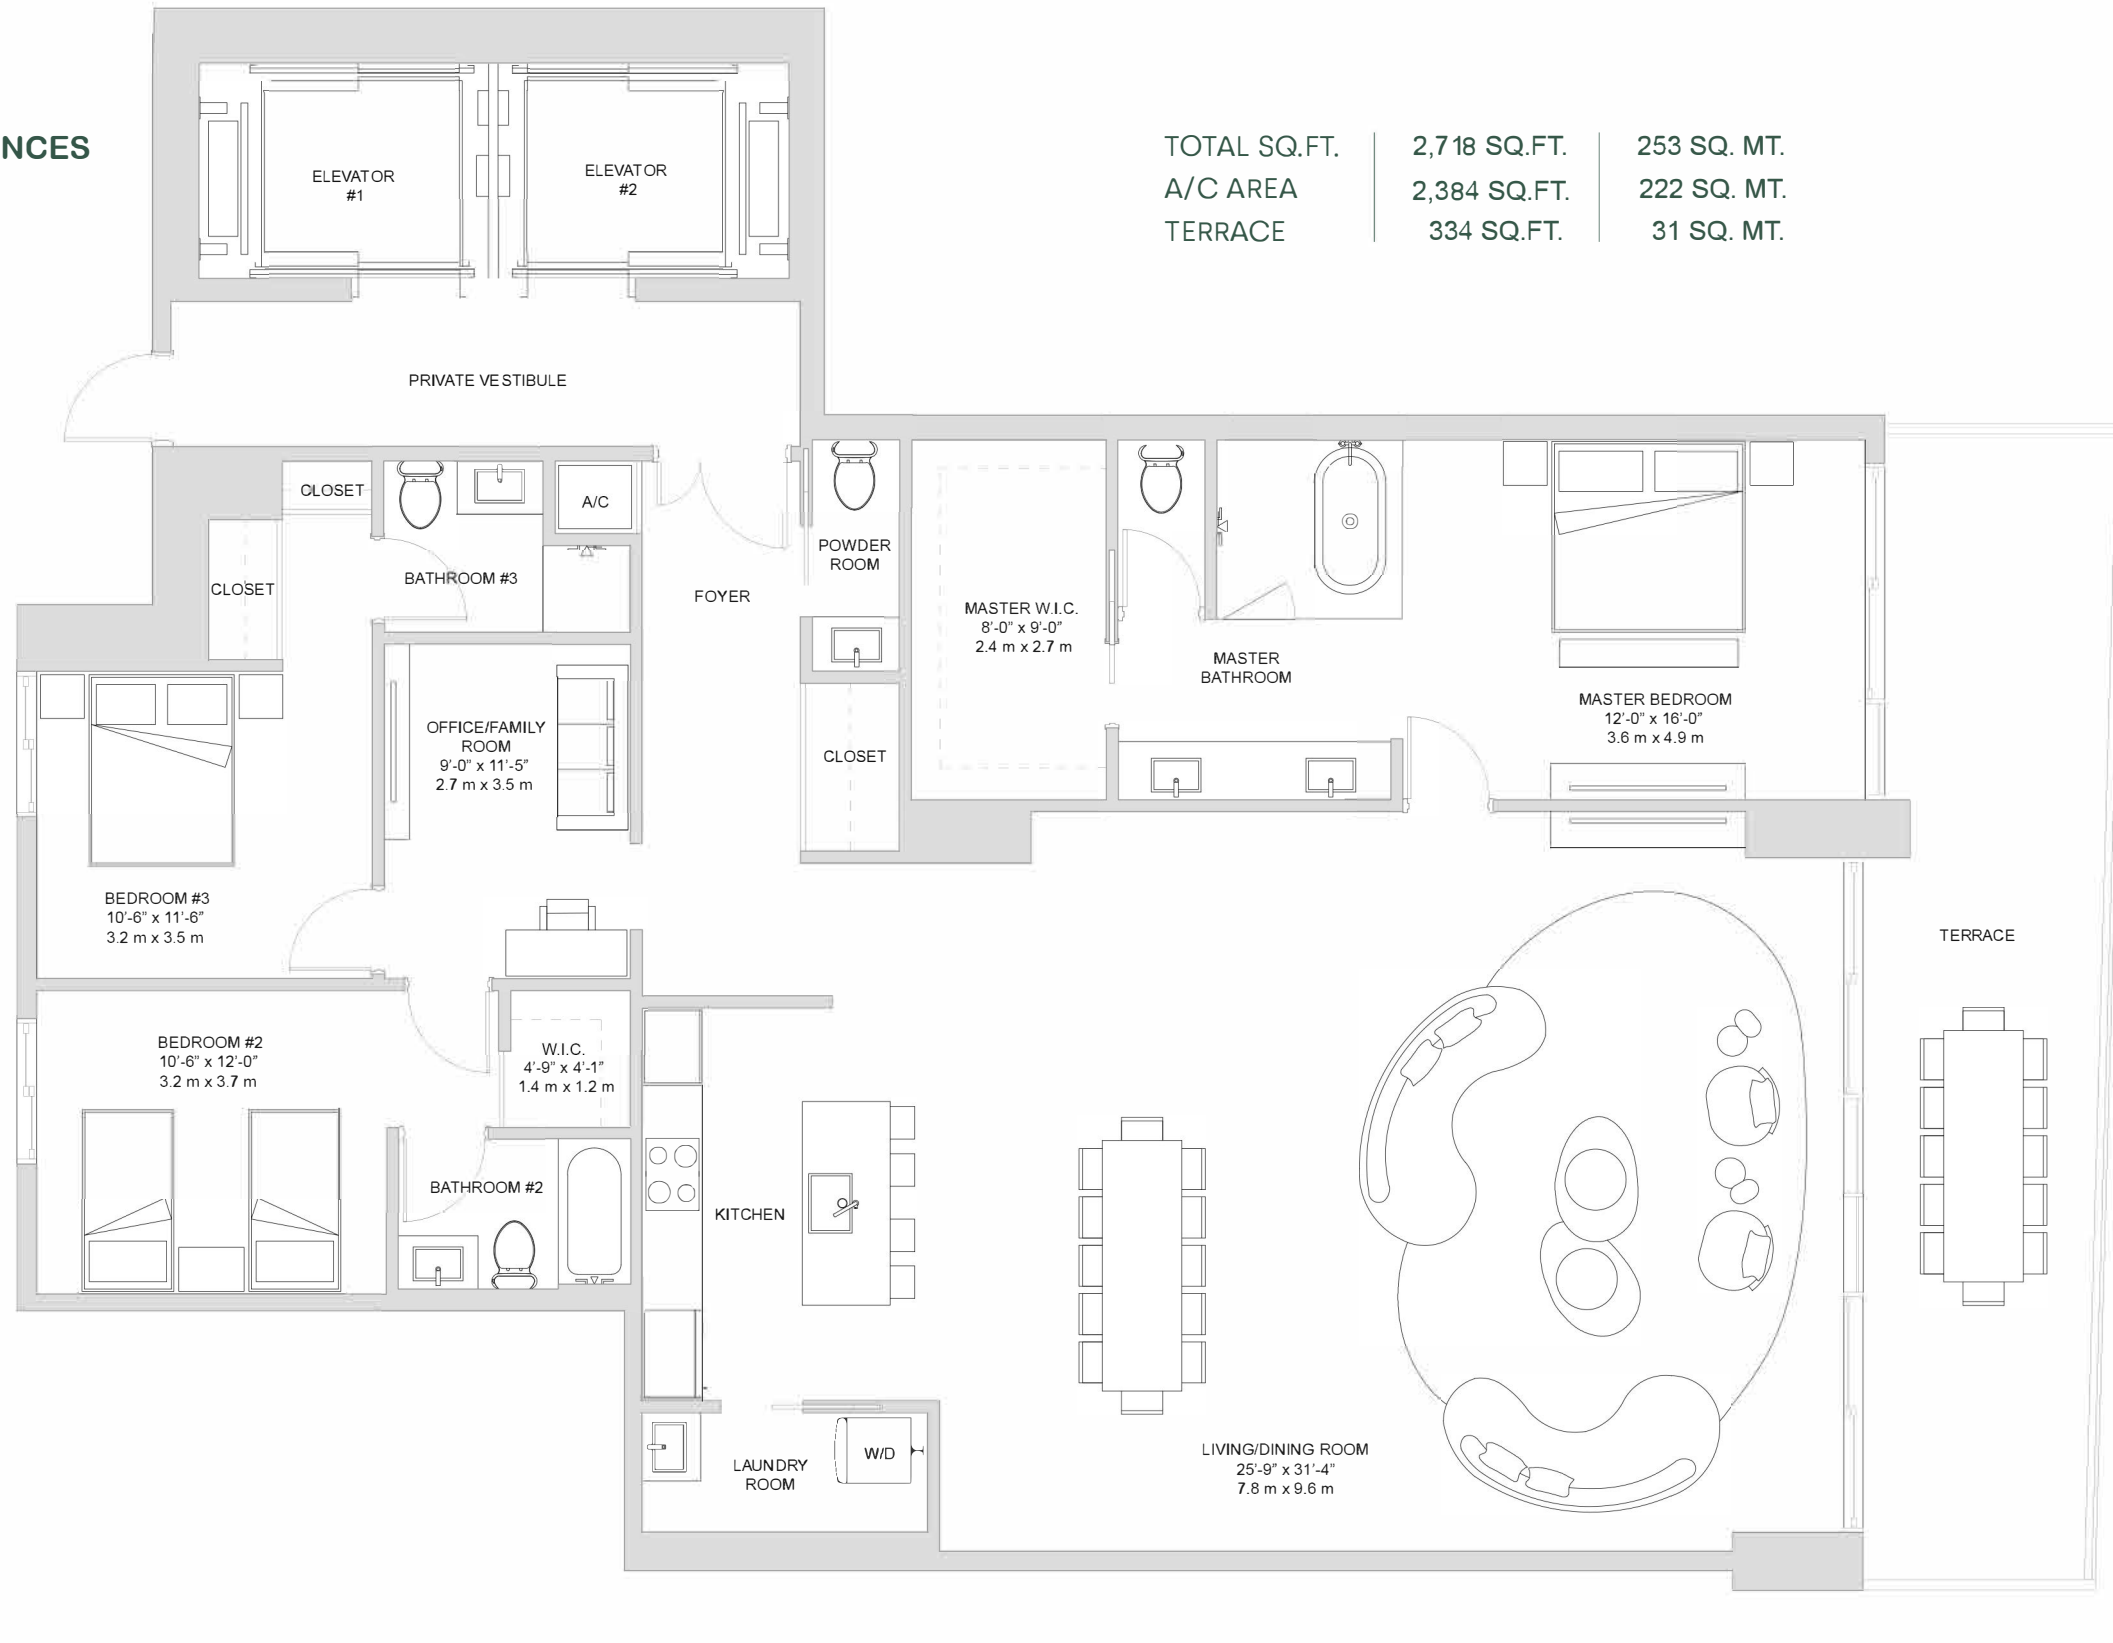 NCES
TOTAL SQ.FT. 2,718 SQ.FT. 253 SQ. MT.
A/C AREA 2,384 SQ.FT. 222 SQ. MT.
TERRACE 334 SQ.FT. 31 SQ. MT.
ELEVATOR
#1
ELEVATOR
#2
PRIVATE VESTIBULE
CLOSET
CLOSET
BATHROOM #3
A/C
FOYER
POWDER
ROOM
CLOSET
MASTER W.I.C.
8'-0" x 9'-0"
2.4 m x 2.7 m
MASTER
BATHROOM
MASTER BEDROOM
12'-0" x 16'-0"
3.6 m x 4.9 m
OFFICE/FAMILY
ROOM
9'-0" x 11'-5"
2.7 m x 3.5 m
BEDROOM #3
10'-6" x 11'-6"
3.2 m x 3.5 m
TERRACE
BEDROOM #2
10'-6" x 12'-0"
3.2 m x 3.7 m
W.I.C.
4'-9" x 4'-1"
1.4 m x 1.2 m
BATHROOM #2
KITCHEN
LAUNDRY
ROOM
W/D
LIVING/DINING ROOM
25'-9" x 31'-4"
7.8 m x 9.6 m